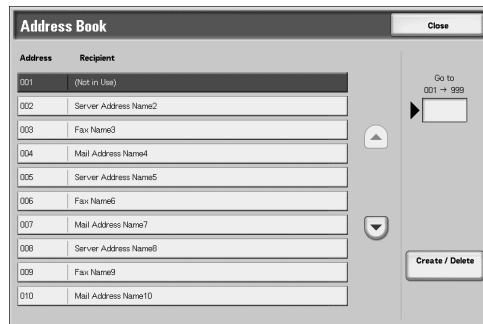 Address Book
Close
Address Recipient
001 (Not in Use)
002 Server Address Name2
003 Fax Name3
004 Mail Address Name4
005 Server Address Name5
006 Fax Name6
007 Mail Address Name7
008 Server Address Name8
009 Fax Name9
010 Mail Address Name10
Go to
001 → 999
Create / Delete